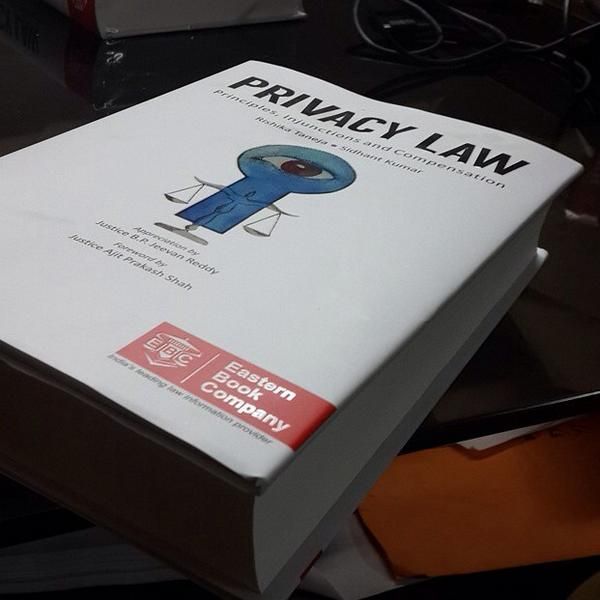 PRIVACY LAW
Principles, Injunctions and Compensation
Rishika Taneja • Sidhant Kumar
Appreciation by
Justice B.P. Jeevan Reddy
Foreword by
Justice Ajit Prakash Shah
EBC
Eastern
Book
Company
India's leading law information provider